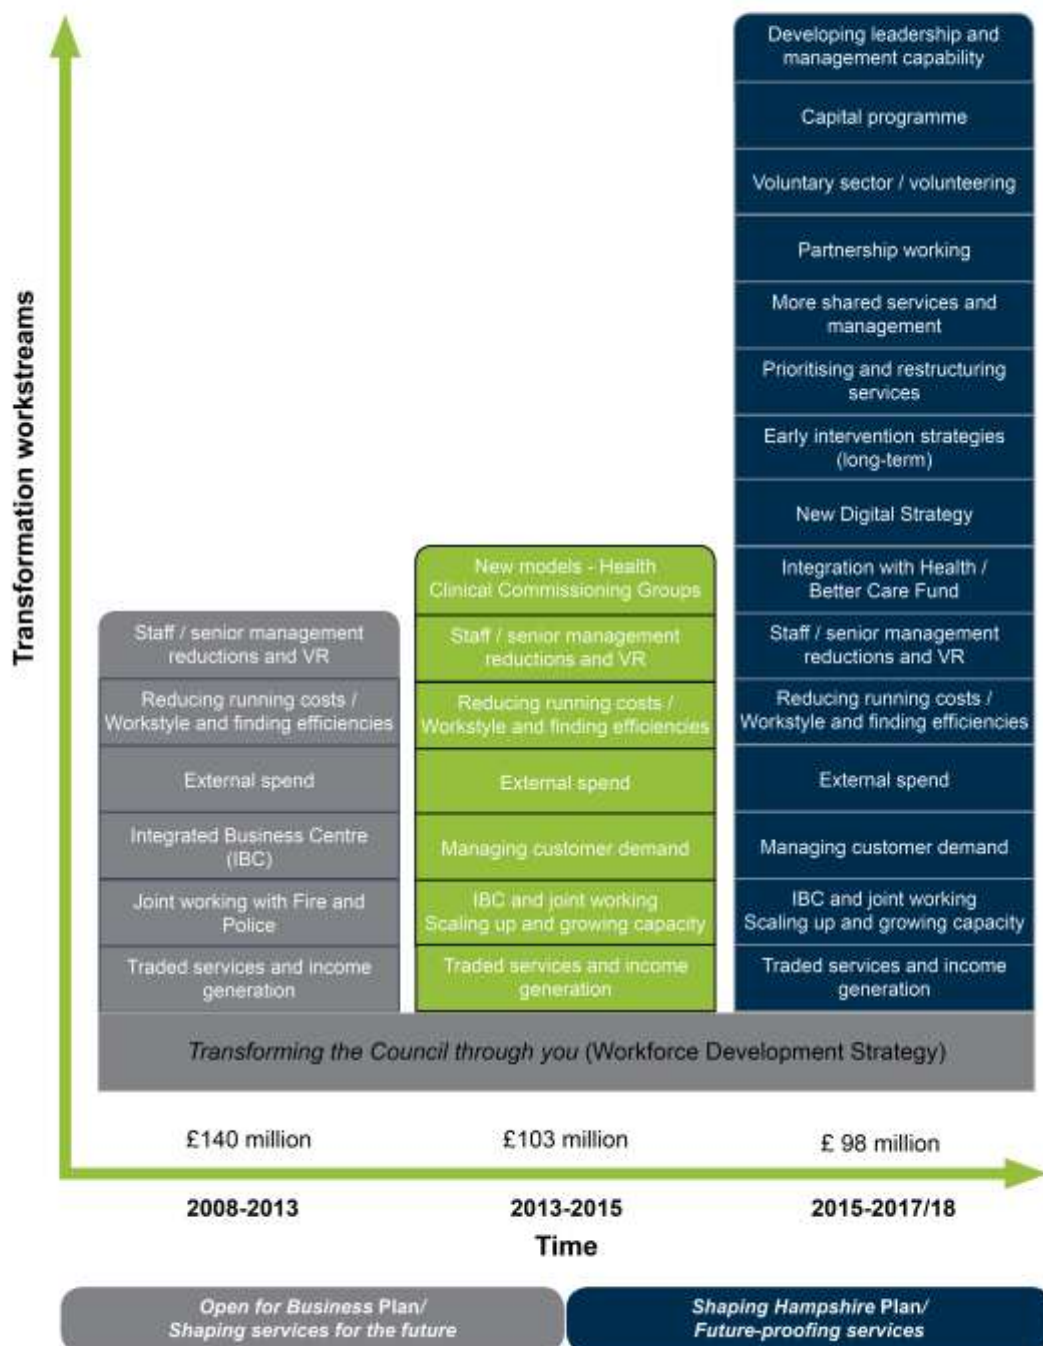 Transformation workstreams
Developing leadership and
management capability
Capital programme
Voluntary sector / volunteering
Partnership working
More shared services and
management
Prioritising and restructuring
services
Early intervention strategies
(long-term)
New Digital Strategy
Integration with Health /
Better Care Fund
Staff / senior management
reductions and VR
Reducing running costs /
Workstyle and finding efficiencies
External spend
Managing customer demand
IBC and joint working
Scaling up and growing capacity
Traded services and income
generation
New models - Health
Clinical Commissioning Groups
Staff / senior management
reductions and VR
Reducing running costs /
Workstyle and finding efficiencies
External spend
Managing customer demand
IBC and joint working
Scaling up and growing capacity
Traded services and income
generation
Staff / senior management
reductions and VR
Reducing running costs /
Workstyle and finding efficiencies
External spend
Integrated Business Centre
(IBC)
Joint working with Fire and
Police
Traded services and income
generation
Transforming the Council through you (Workforce Development Strategy)
£140 million
£103 million
£ 98 million
2008-2013
2013-2015
2015-2017/18
Time
Open for Business Plan/
Shaping services for the future
Shaping Hampshire Plan/
Future-proofing services